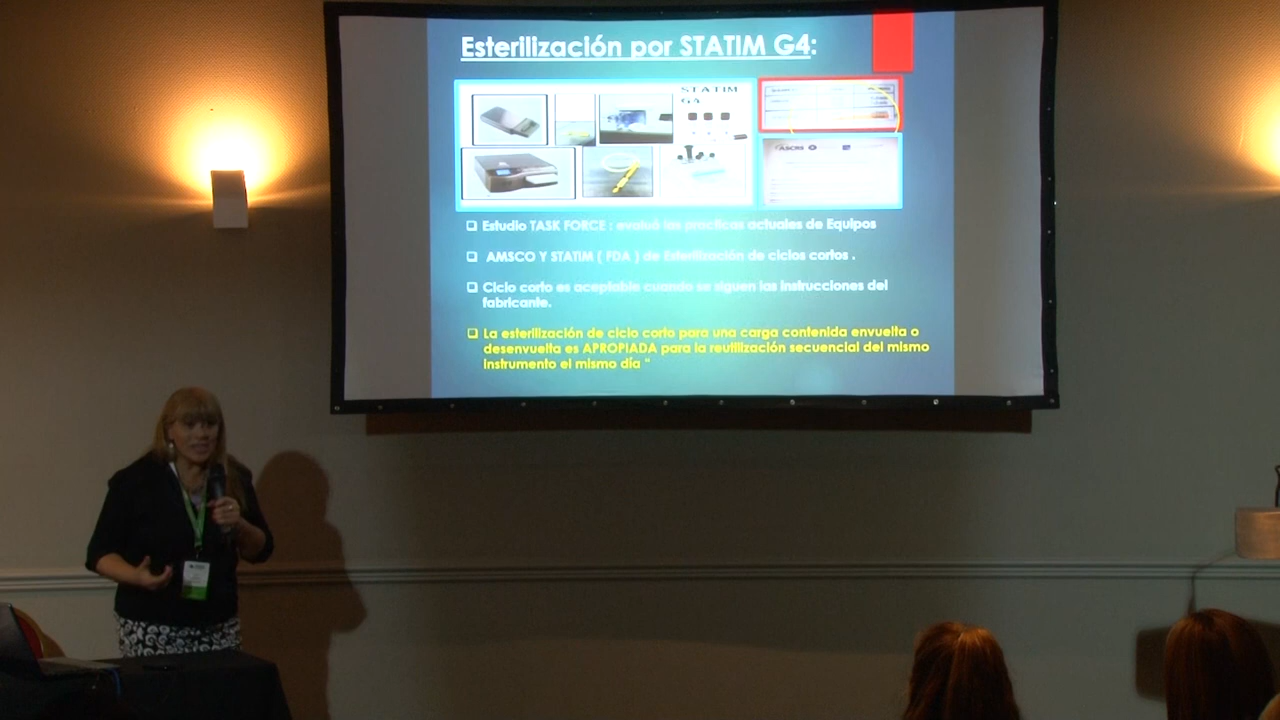 Esterilización por STATIM G4:
STATIM
G4
ASCRS
❑ Estudio TASK FORCE : evaluó las practicas actuales de Equipos
❑ AMSCO Y STATIM ( FDA ) de Esterilización de ciclos cortos .
❑ Ciclo corto es aceptable cuando se siguen las instrucciones del
fabricante.
❑ La esterilización de ciclo corto para una carga contenida envuelta o
desenvuelta es APROPIADA para la reutilización secuencial del mismo
instrumento el mismo día "